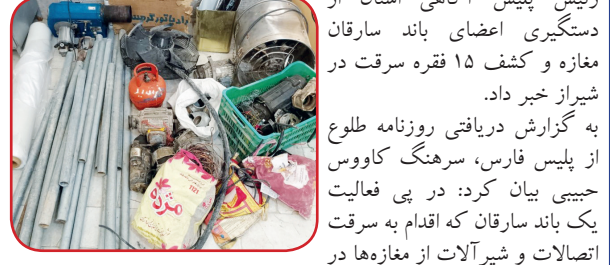 رئیس پلیس آگاهی استان از
دستگیری اعضای باند سارقان
مغازه و کشف ۱۵ فقره سرقت در
شیراز خبر داد.
به گزارش دریافتی روزنامه طلوع
از پلیس فارس، سرهنگ کاووس
حبیبی بیان کرد: در پی فعالیت
یک باند سارقان که اقدام به سرقت
اتصالات و شیرآلات از مغازه‌ها در
مژده